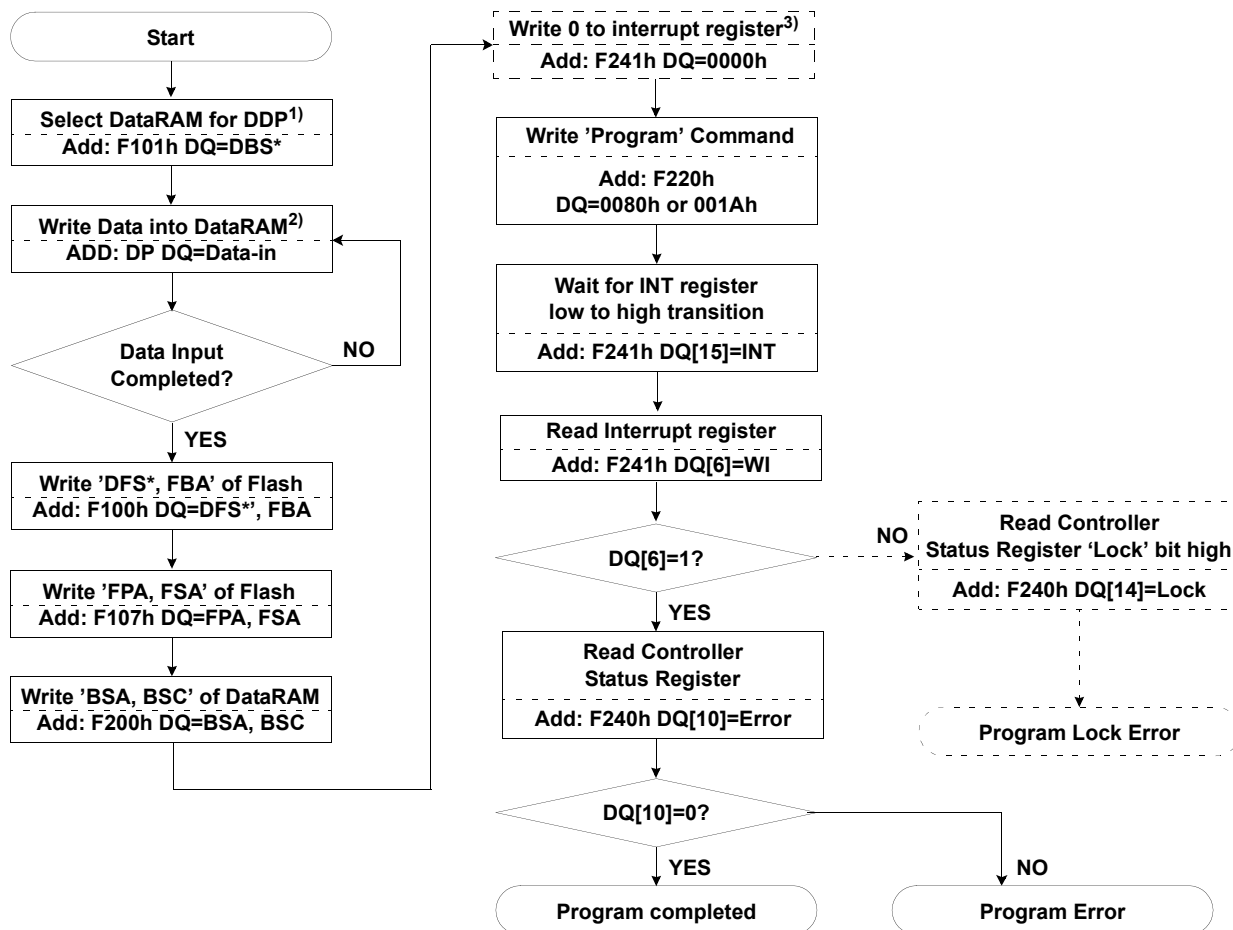 Start
Select DataRAM for DDP1)
Add: F101h DQ=DBS*
Write Data into DataRAM2)
ADD: DP DQ=Data-in
Data Input
Completed?
NO
YES
Write 'DFS*, FBA' of Flash
Add: F100h DQ=DFS*', FBA
Write 'FPA, FSA' of Flash
Add: F107h DQ=FPA, FSA
Write 'BSA, BSC' of DataRAM
Add: F200h DQ=BSA, BSC
Write 0 to interrupt register3)
Add: F241h DQ=0000h
Write 'Program' Command
Add: F220h
DQ=0080h or 001Ah
Wait for INT register
low to high transition
Add: F241h DQ[15]=INT
Read Interrupt register
Add: F241h DQ[6]=WI
DQ[6]=1?
NO
YES
Read Controller
Status Register 'Lock' bit high
Add: F240h DQ[14]=Lock
Program Lock Error
Read Controller
Status Register
Add: F240h DQ[10]=Error
DQ[10]=0?
YES
NO
Program completed
Program Error